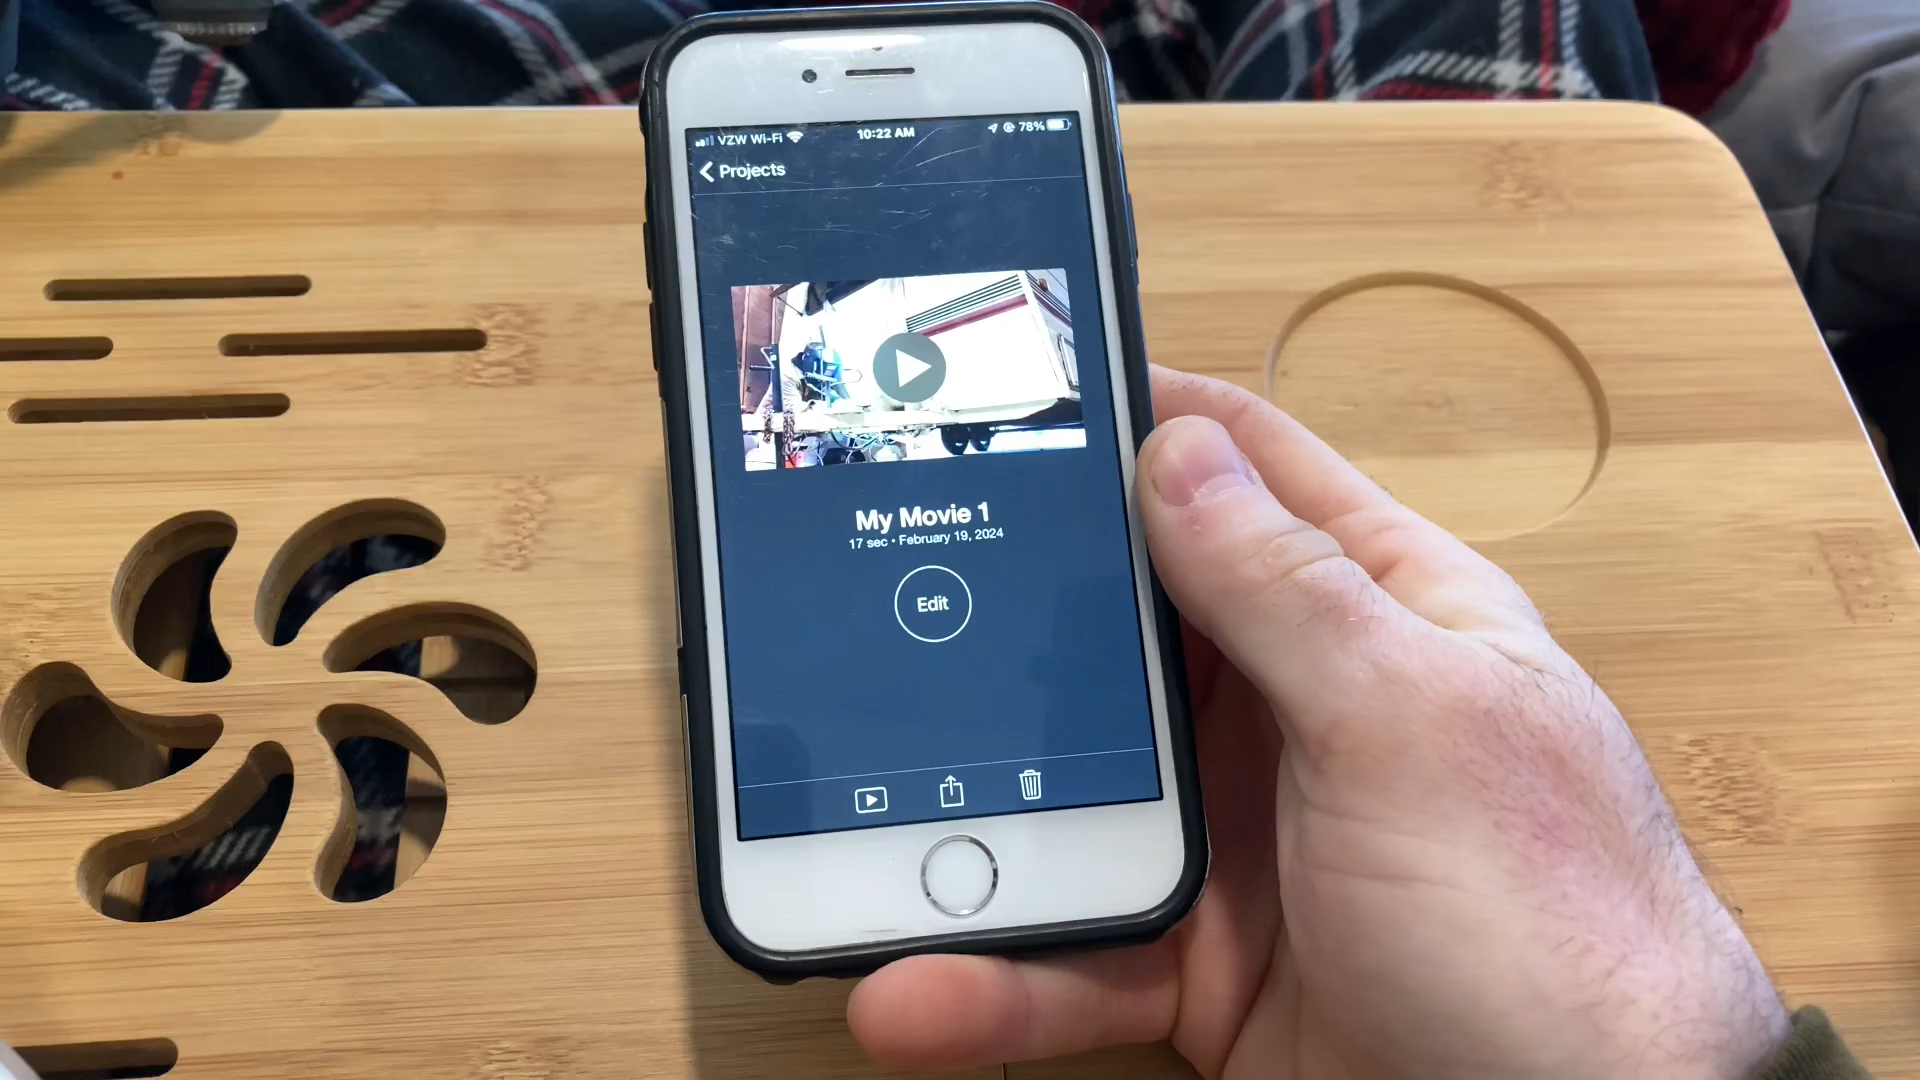 VZW Wi-Fi 10:22 AM 78%
Projects
My Movie 1
17 sec • February 19, 2024
Edit